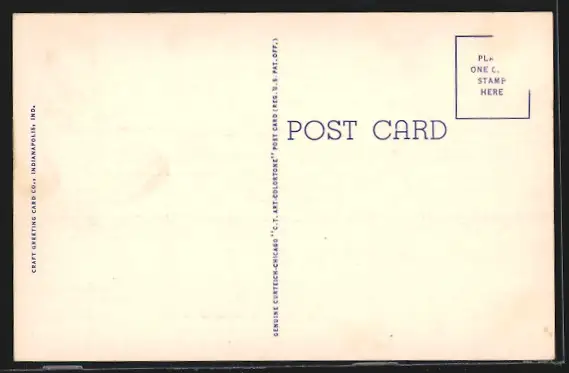 CRAFT GREETING CARD CO., INDIANAPOLIS, IND.
GENUINE CURTEICH-CHICAGO "C.T. ART-COLORTONE" POST CARD (REG. U.S. PAT. OFF.)
POST CARD
ONE
STAMP
HERE